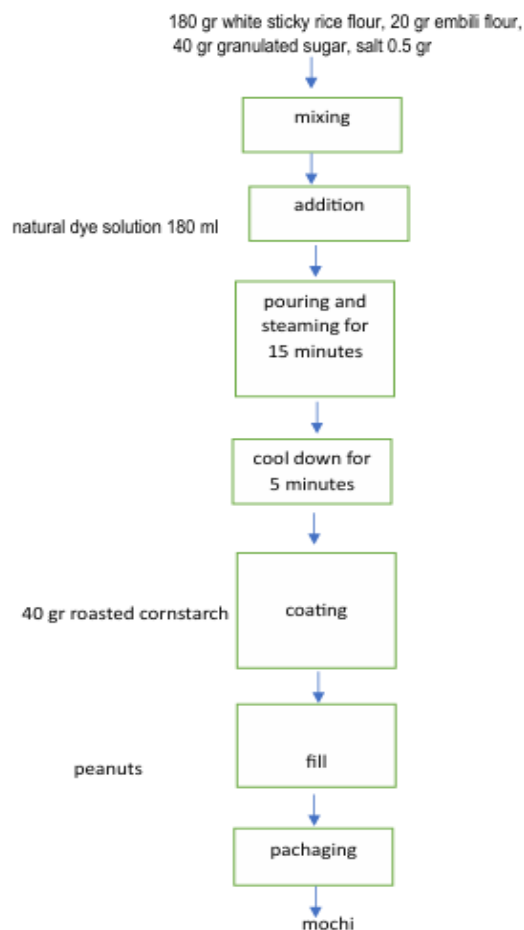 180 gr white sticky rice flour, 20 gr embili flour,
40 gr granulated sugar, salt 0.5 gr
mixing
addition
natural dye solution 180 ml
pouring and
steaming for
15 minutes
cool down for
5 minutes
40 gr roasted cornstarch
coating
fill
peanuts
pachaging
mochi